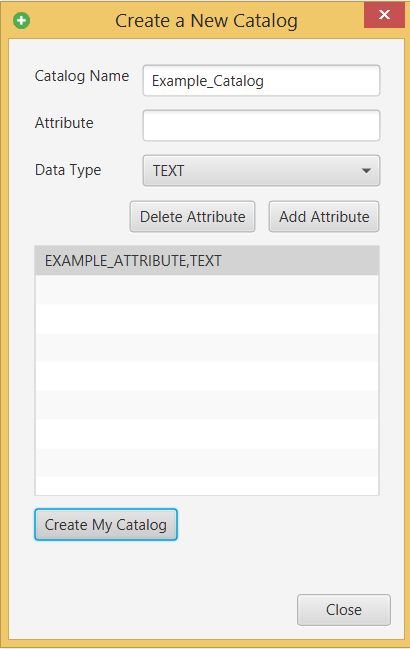 Create a New Catalog
Catalog Name Example_Catalog
Attribute
Data Type TEXT
Delete Attribute Add Attribute
EXAMPLE_ATTRIBUTE,TEXT
Create My Catalog
Close